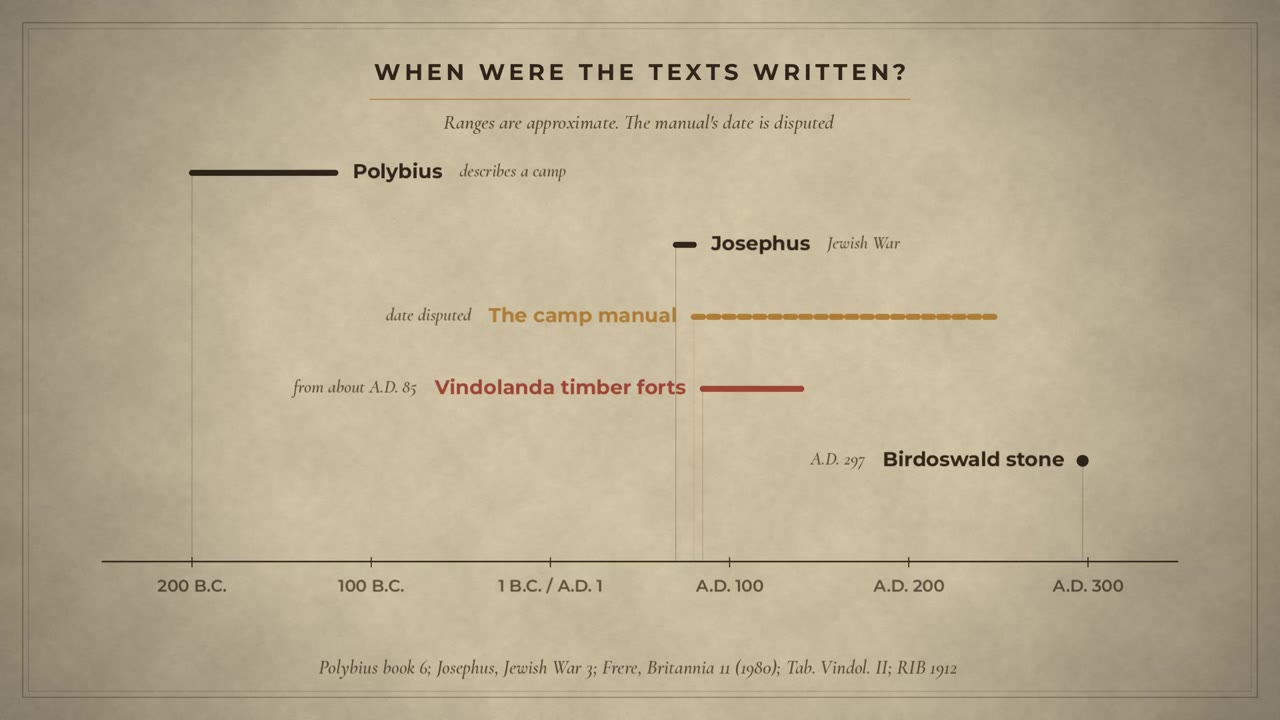 WHEN WERE THE TEXTS WRITTEN?
Ranges are approximate. The manual's date is disputed
Polybius describes a camp
Josephus Jewish War
date disputed The camp manual
from about A.D. 85 Vindolanda timber forts
A.D. 297 Birdoswald stone
200 B.C. 100 B.C. 1 B.C. / A.D. 1 A.D. 100 A.D. 200 A.D. 300
Polybius book 6; Josephus, Jewish War 3; Frere, Britannia 11 (1980); Tab. Vindol. II; RIB 1912